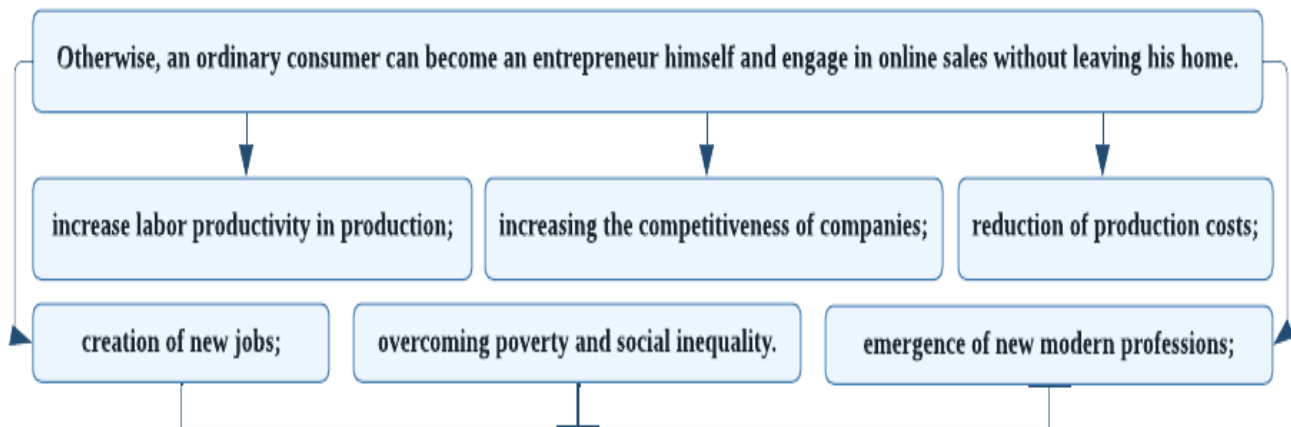 Otherwise, an ordinary consumer can become an entrepreneur himself and engage in online sales without leaving his home.
increase labor productivity in production;
increasing the competitiveness of companies;
reduction of production costs;
creation of new jobs;
overcoming poverty and social inequality.
emergence of new modern professions;